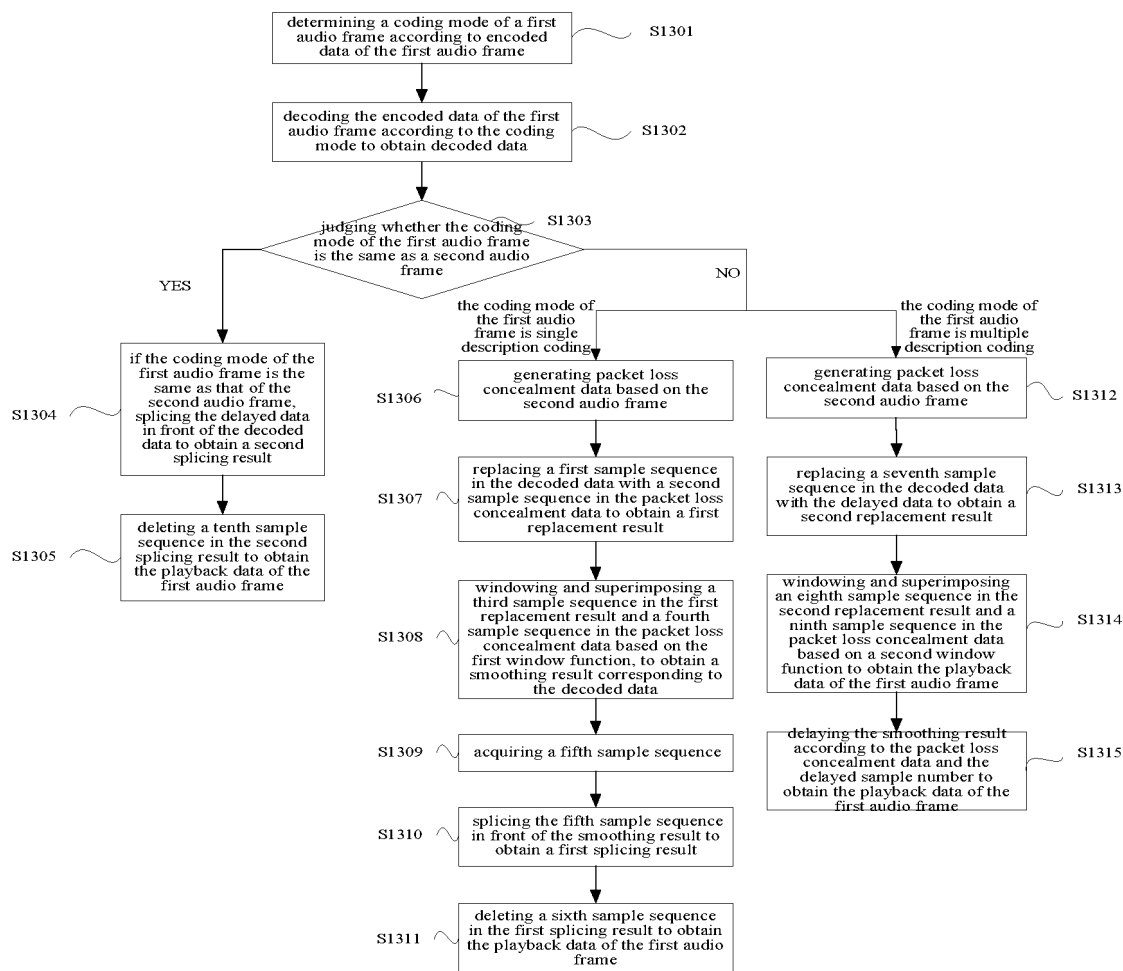 determining a coding mode of a first
audio frame according to encoded
data of the first audio frame
S1301
decoding the encoded data of the first
audio frame according to the coding
mode to obtain decoded data
S1302
S1303
judging whether the coding
mode of the first audio frame
is the same as a second audio
frame
YES
NO
if the coding mode of the
first audio frame is the
same as that of the
second audio frame,
splicing the delayed data
in front of the decoded
data to obtain a second
splicing result
S1304
deleting a tenth sample
sequence in the second
splicing result to obtain
the playback data of the
first audio frame
S1305
the coding mode of
the first audio
frame is single
description coding
generating packet loss
concealment data based on the
second audio frame
S1306
replacing a first sample sequence
in the decoded data with a second
sample sequence in the packet loss
concealment data to obtain a first
replacement result
S1307
windowing and superimposing a
third sample sequence in the first
replacement result and a fourth
sample sequence in the packet loss
concealment data based on the
first window function, to obtain a
smoothing result corresponding to
the decoded data
S1308
acquiring a fifth sample sequence
S1309
splicing the fifth sample sequence
in front of the smoothing result to
obtain a first splicing result
S1310
deleting a sixth sample sequence
in the first splicing result to obtain
the playback data of the first audio
frame
S1311
the coding mode of
the first audio
frame is multiple
description coding
generating packet loss
concealment data based on the
second audio frame
S1312
replacing a seventh sample
sequence in the decoded data
with the delayed data to obtain a
second replacement result
S1313
windowing and superimposing
an eighth sample sequence in the
second replacement result and a
ninth sample sequence in the
packet loss concealment data
based on a second window
function to obtain the playback
data of the first audio frame
S1314
delaying the smoothing result
according to the packet loss
concealment data and the
delayed sample number to
obtain the playback data of the
first audio frame
S1315